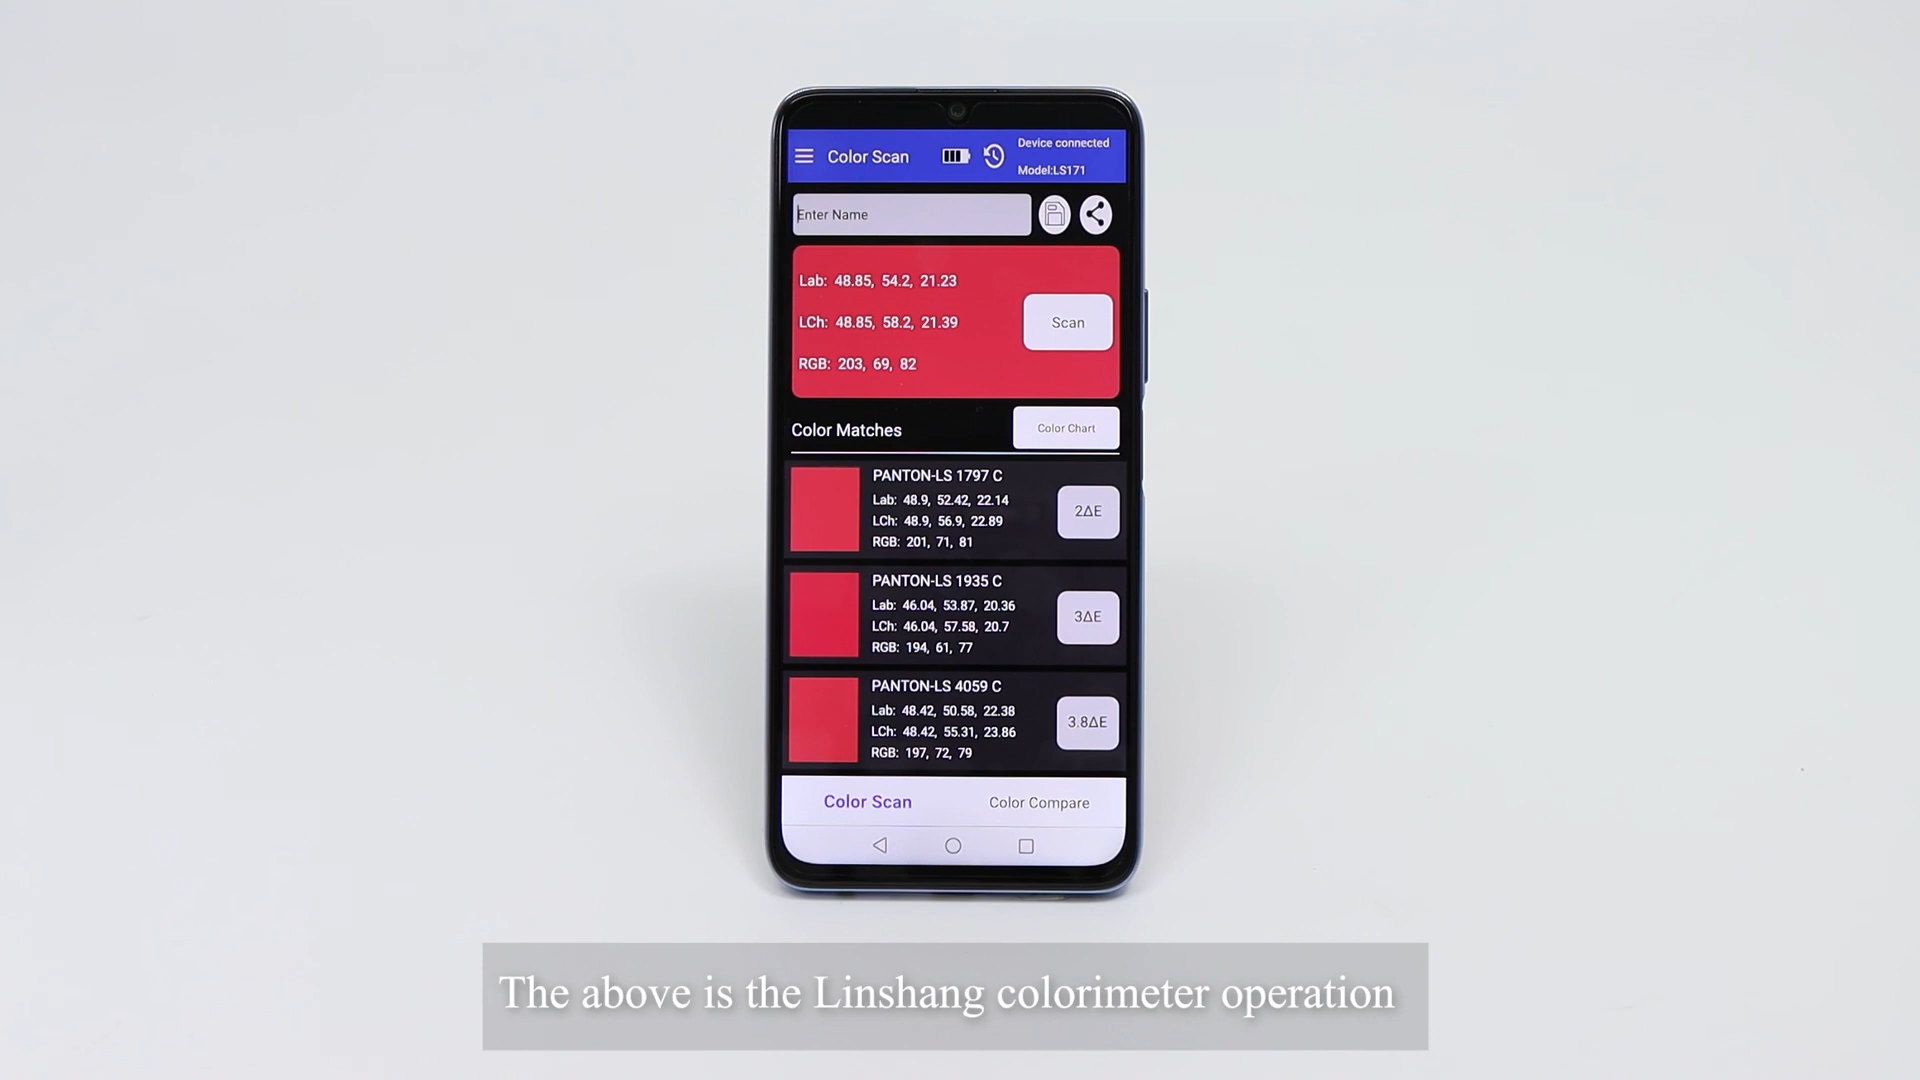 Color Scan
Device connected
Model:LS171
Enter Name
Lab: 48.85, 54.2, 21.23
LCh: 48.85, 58.2, 21.39
RGB: 203, 69, 82
Scan
Color Matches
Color Chart
PANTON-LS 1797 C
Lab: 48.9, 52.42, 22.14
LCh: 48.9, 56.9, 22.89
RGB: 201, 71, 81
2ΔE
PANTON-LS 1935 C
Lab: 46.04, 53.87, 20.36
LCh: 46.04, 57.58, 20.7
RGB: 194, 61, 77
3ΔE
PANTON-LS 4059 C
Lab: 48.42, 50.58, 22.38
LCh: 48.42, 55.31, 23.86
RGB: 197, 72, 79
3.8ΔE
Color Scan
Color Compare
The above is the Linshang colorimeter operation